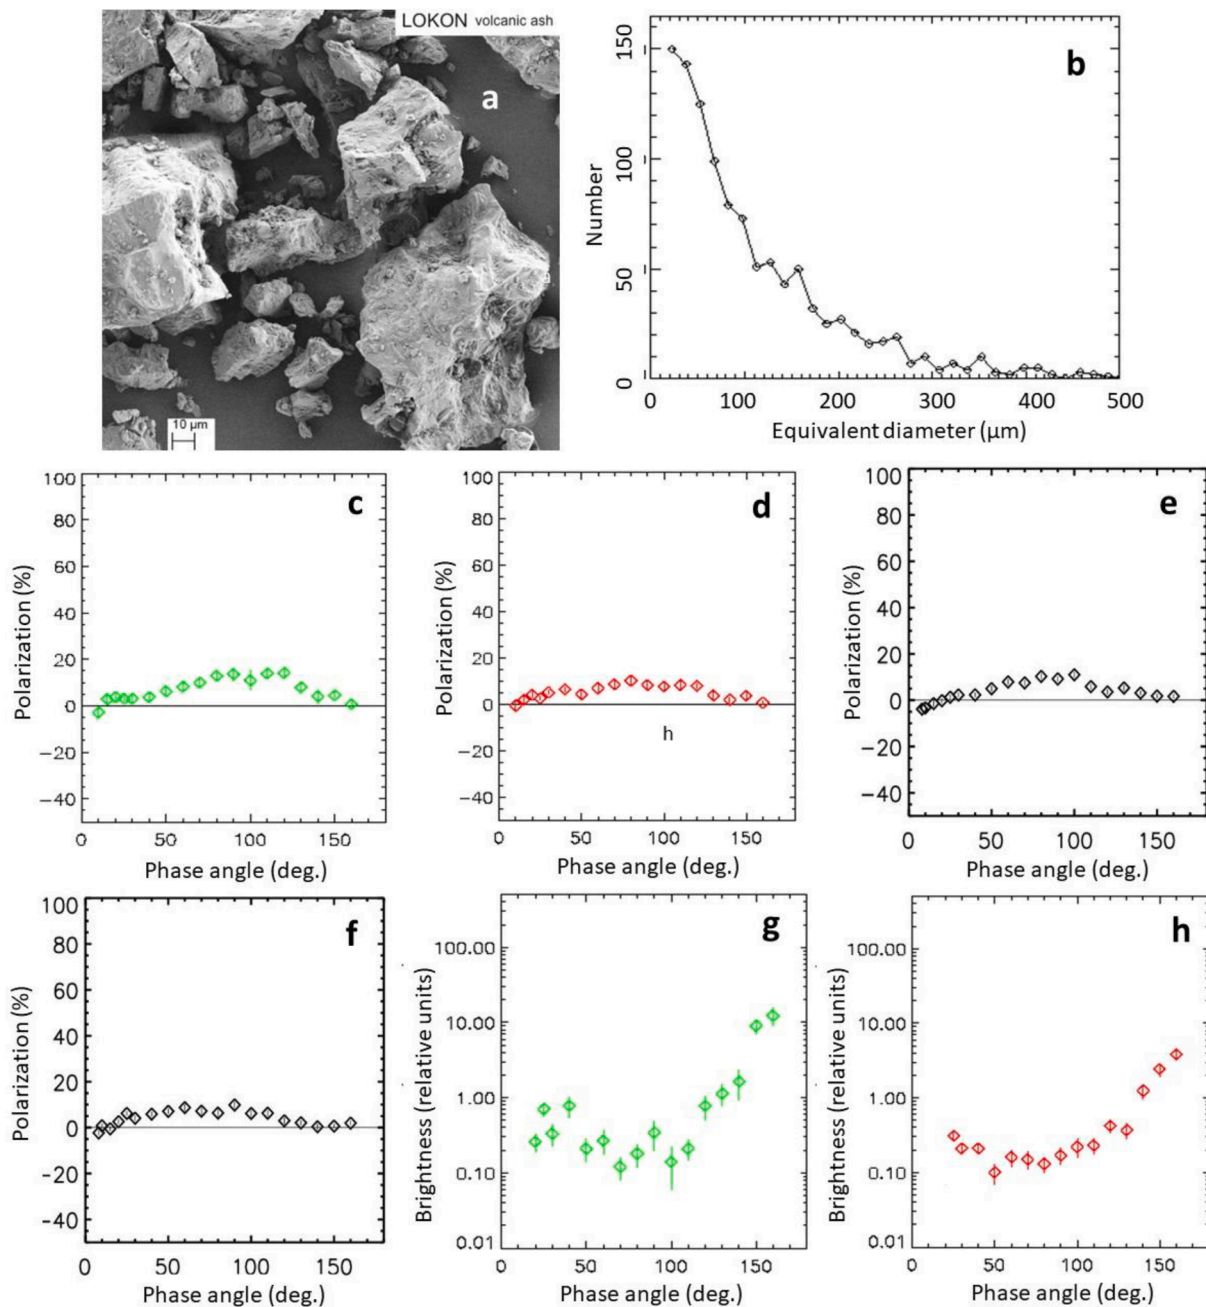 LOKON volcanic ash
a
10 µm
b
150
100
50
0
Number
0 100 200 300 400 500
Equivalent diameter (µm)
c
100
80
60
40
20
0
−20
−40
Polarization (%)
0 50 100 150
Phase angle (deg.)
d
100
80
60
40
20
0
−20
−40
Polarization (%)
h
0 50 100 150
Phase angle (deg.)
e
100
80
60
40
20
0
−20
−40
Polarization (%)
0 50 100 150
Phase angle (deg.)
f
100
80
60
40
20
0
−20
−40
Polarization (%)
0 50 100 150
Phase angle (deg.)
g
100.00
10.00
1.00
0.10
0.01
Brightness (relative units)
0 50 100 150
Phase angle (deg.)
h
100.00
10.00
1.00
0.10
0.01
Brightness (relative units)
0 50 100 150
Phase angle (deg.)